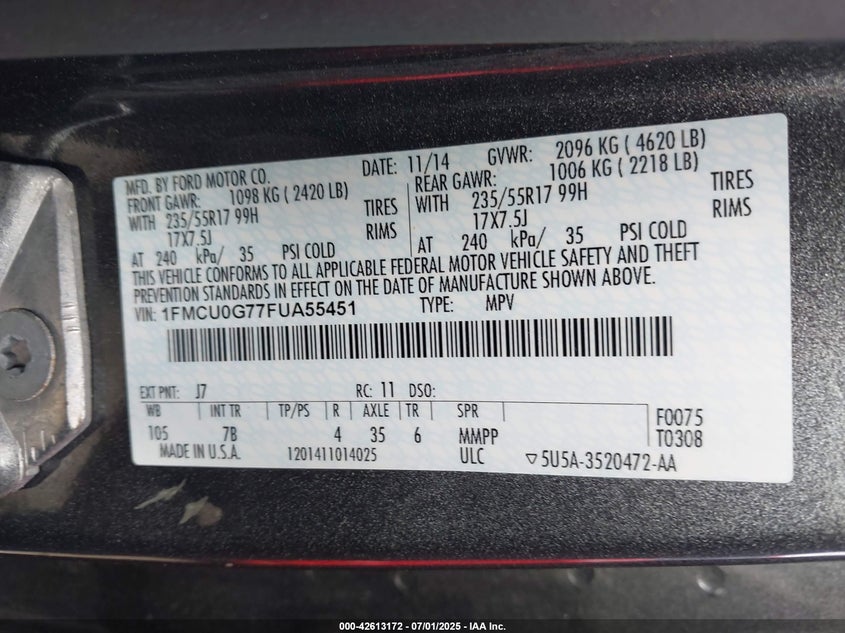 MFD. BY FORD MOTOR CO. DATE: 11/14 GVWR: 2096 KG ( 4620 LB)
FRONT GAWR: 1098 KG ( 2420 LB) REAR GAWR: 1006 KG ( 2218 LB)
WITH 235/55R17 99H TIRES WITH 235/55R17 99H TIRES
17X7.5J RIMS 17X7.5J RIMS
AT 240 kPa/ 35 PSI COLD AT 240 kPa/ 35 PSI COLD
THIS VEHICLE CONFORMS TO ALL APPLICABLE FEDERAL MOTOR VEHICLE SAFETY AND THEFT
PREVENTION STANDARDS IN EFFECT ON THE DATE OF MANUFACTURE SHOWN ABOVE.
VIN: 1FMCU0G77FUA55451 TYPE: MPV
EXT PNT: J7 RC: 11 DSO:
WB INT TR TP/PS R AXLE TR SPR F0075
105 7B 4 35 6 MMPP T0308
MADE IN U.S.A. 1201411014025 ULC ▽5U5A-3520472-AA
000-42613172 - 07/01/2025 - IAA Inc.